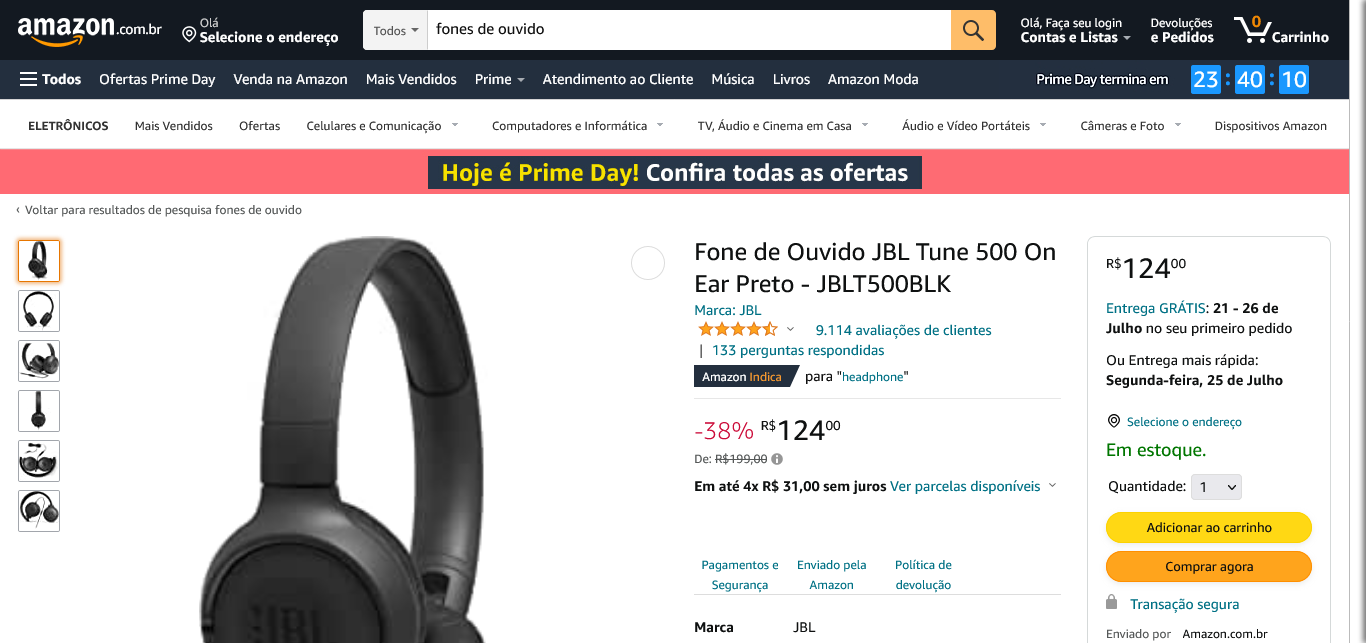 amazon.com.br
Olá
Selecione o endereço
Todos
fones de ouvido
Olá, Faça seu login
Contas e Listas
Devoluções
e Pedidos
0
Carrinho
Todos Ofertas Prime Day Venda na Amazon Mais Vendidos Prime Atendimento ao Cliente Música Livros Amazon Moda
Prime Day termina em 23 : 40 : 10
ELETRÔNICOS Mais Vendidos Ofertas Celulares e Comunicação Computadores e Informática TV, Áudio e Cinema em Casa Áudio e Vídeo Portáteis Câmeras e Foto Dispositivos Amazon
Hoje é Prime Day! Confira todas as ofertas
‹ Voltar para resultados de pesquisa fones de ouvido
JBL
Fone de Ouvido JBL Tune 500 On
Ear Preto - JBLT500BLK
Marca: JBL
9.114 avaliações de clientes
| 133 perguntas respondidas
Amazon Indica para "headphone"
-38% R$12400
De: R$199,00
Em até 4x R$ 31,00 sem juros Ver parcelas disponíveis
Pagamentos e
Segurança
Enviado pela
Amazon
Política de
devolução
Marca JBL
R$12400
Entrega GRÁTIS: 21 - 26 de
Julho no seu primeiro pedido
Ou Entrega mais rápida:
Segunda-feira, 25 de Julho
Selecione o endereço
Em estoque.
Quantidade: 1
Adicionar ao carrinho
Comprar agora
Transação segura
Enviado por Amazon.com.br